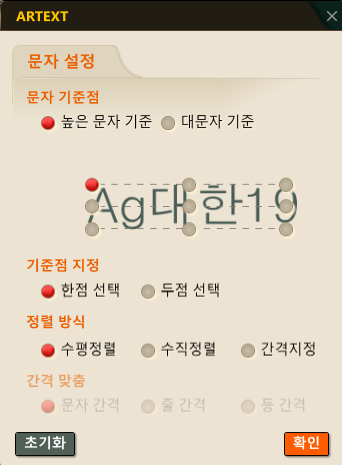 ARTEXT
문자 설정
문자 기준점
높은 문자 기준 대문자 기준
Ag대한19
기준점 지정
한점 선택 두점 선택
정렬 방식
수평정렬 수직정렬 간격지정
간격 맞춤
문자 간격 줄 간격 등 간격
초기화 확인